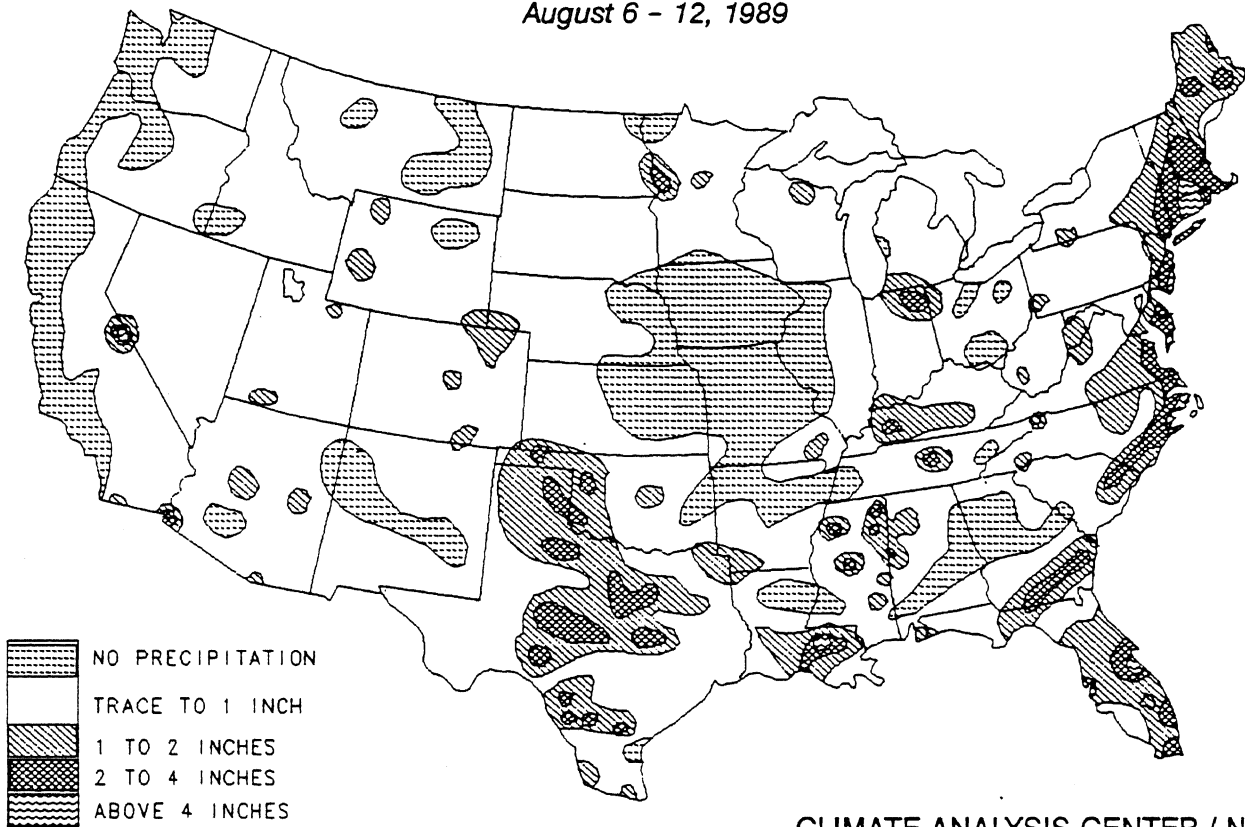 August 6 - 12, 1989
NO PRECIPITATION
TRACE TO 1 INCH
1 TO 2 INCHES
2 TO 4 INCHES
ABOVE 4 INCHES
CLIMATE ANALYSIS CENTER / N